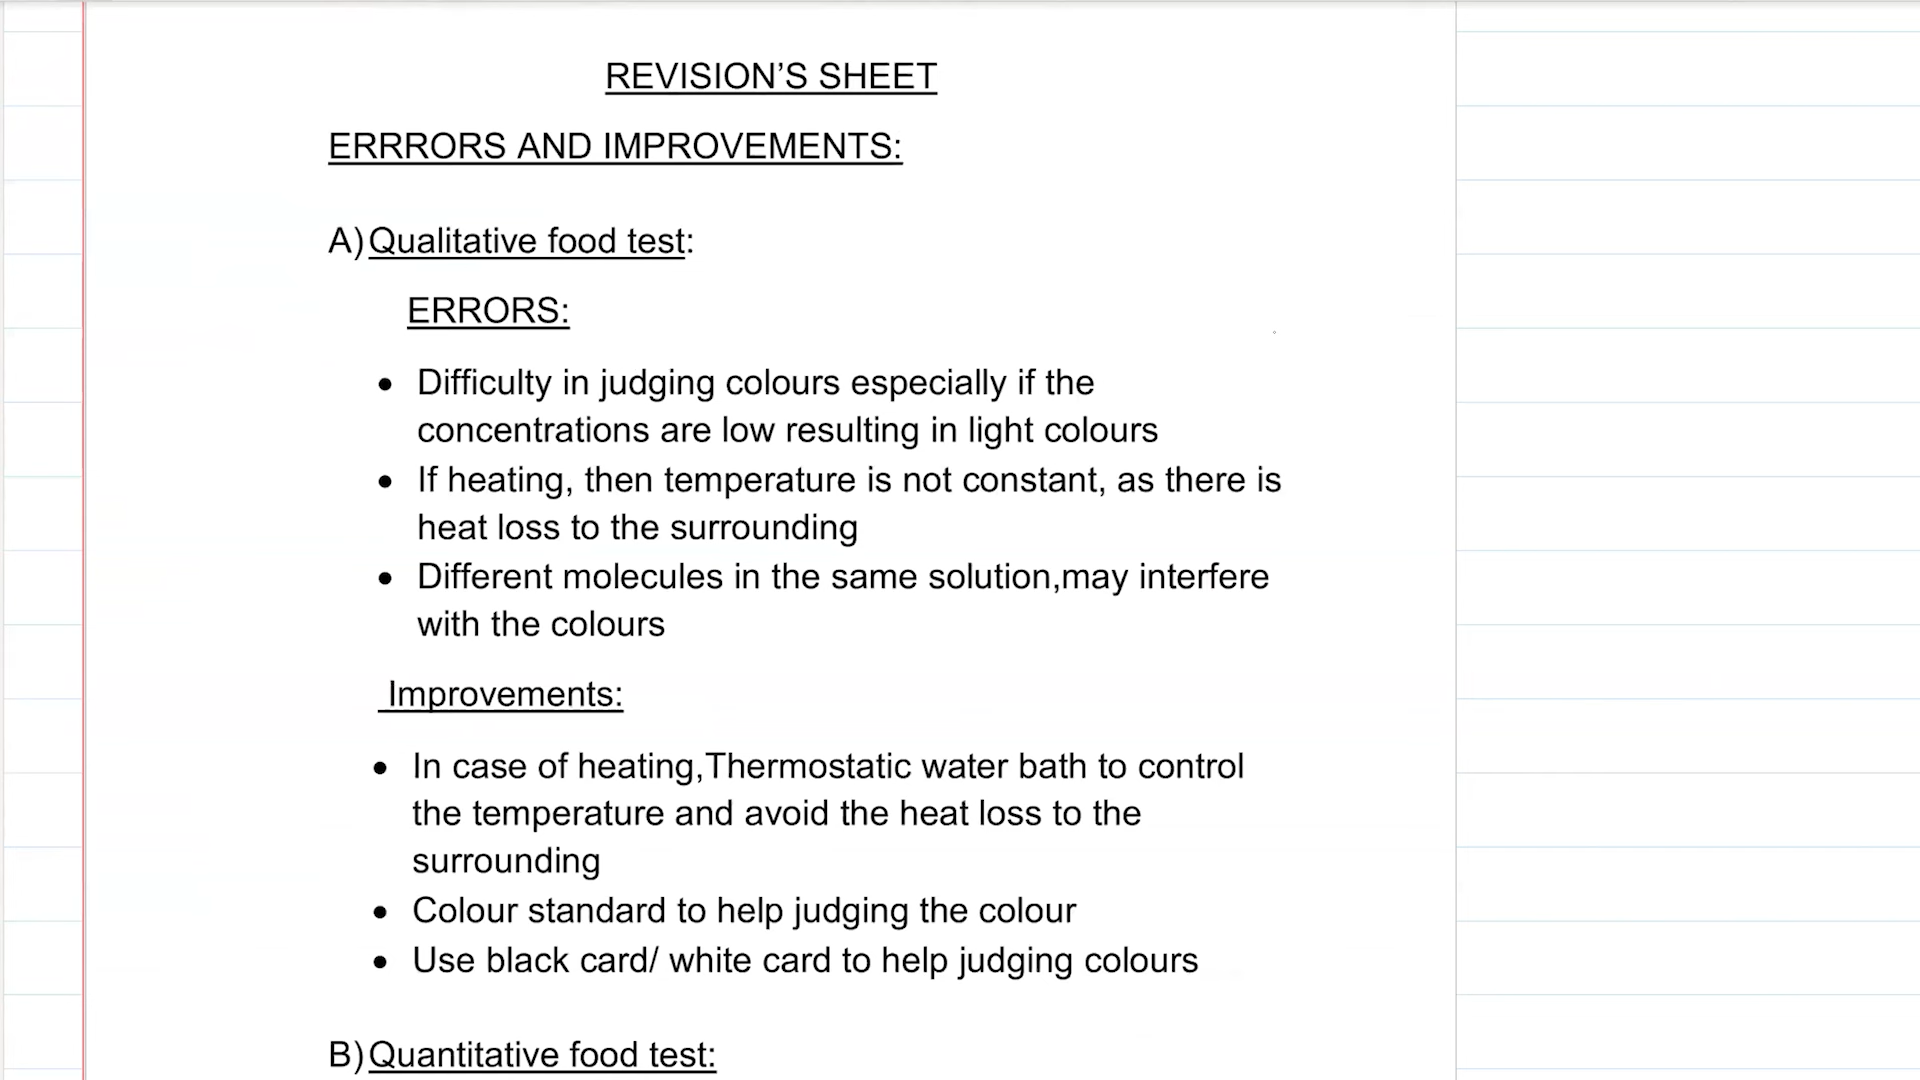 REVISION’S SHEET
ERRRORS AND IMPROVEMENTS:
A) Qualitative food test:
ERRORS:
• Difficulty in judging colours especially if the
concentrations are low resulting in light colours
• If heating, then temperature is not constant, as there is
heat loss to the surrounding
• Different molecules in the same solution,may interfere
with the colours
Improvements:
• In case of heating,Thermostatic water bath to control
the temperature and avoid the heat loss to the
surrounding
• Colour standard to help judging the colour
• Use black card/ white card to help judging colours
B) Quantitative food test: